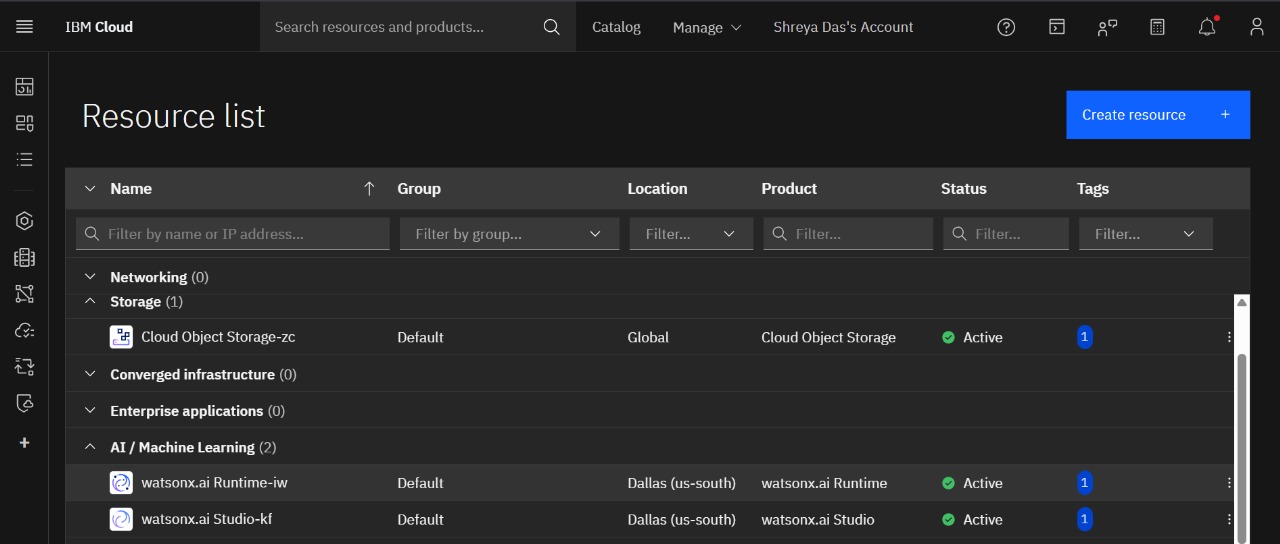 IBM Cloud Search resources and products... Catalog Manage Shreya Das's Account
Resource list
Create resource +
Name Group Location Product Status Tags
Filter by name or IP address... Filter by group... Filter... Filter... Filter... Filter...
Networking (0)
Storage (1)
Cloud Object Storage-zc Default Global Cloud Object Storage Active 1
Converged infrastructure (0)
Enterprise applications (0)
AI / Machine Learning (2)
watsonx.ai Runtime-iw Default Dallas (us-south) watsonx.ai Runtime Active 1
watsonx.ai Studio-kf Default Dallas (us-south) watsonx.ai Studio Active 1